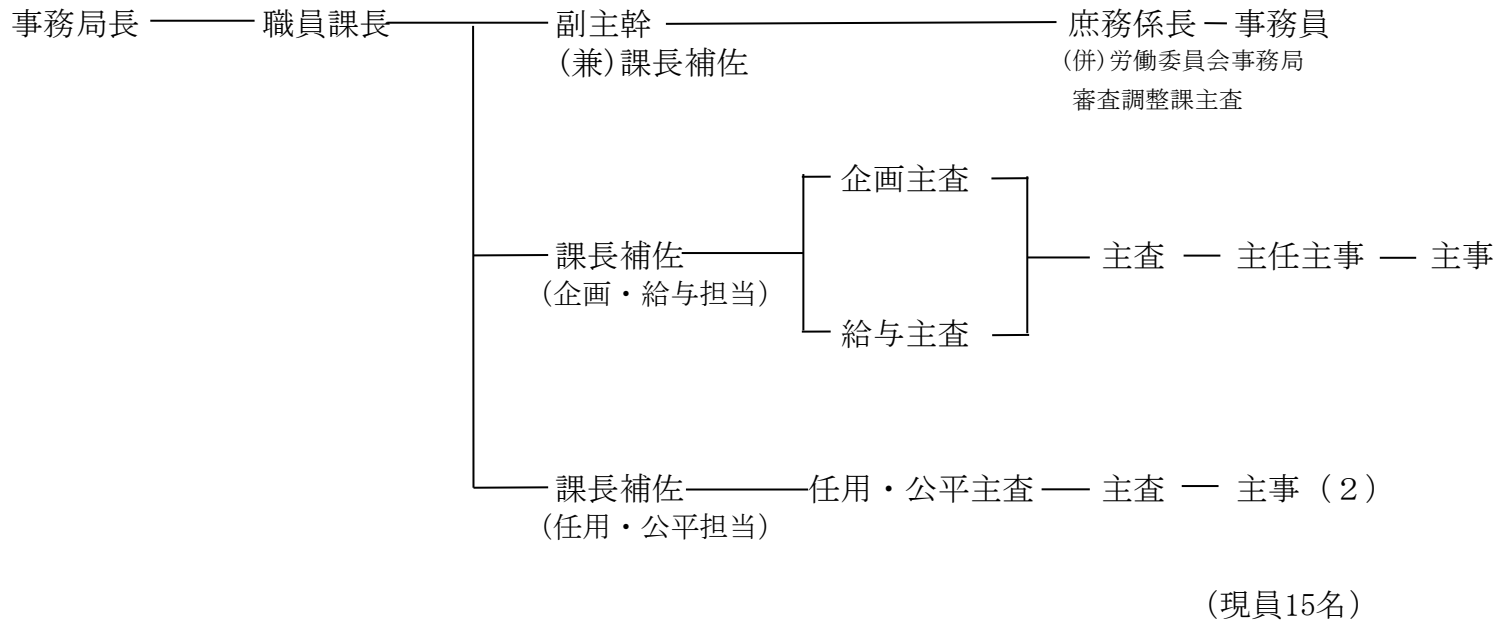 事務局長 職員課長 副主幹 庶務係長 事務員
(兼)課長補佐 (併)労働委員会事務局
審査調整課主査
企画主査
課長補佐 主査 主任主事 主事
(企画・給与担当)
給与主査
課長補佐 任用・公平主査 主査 主事(2)
(任用・公平担当)
(現員15名)